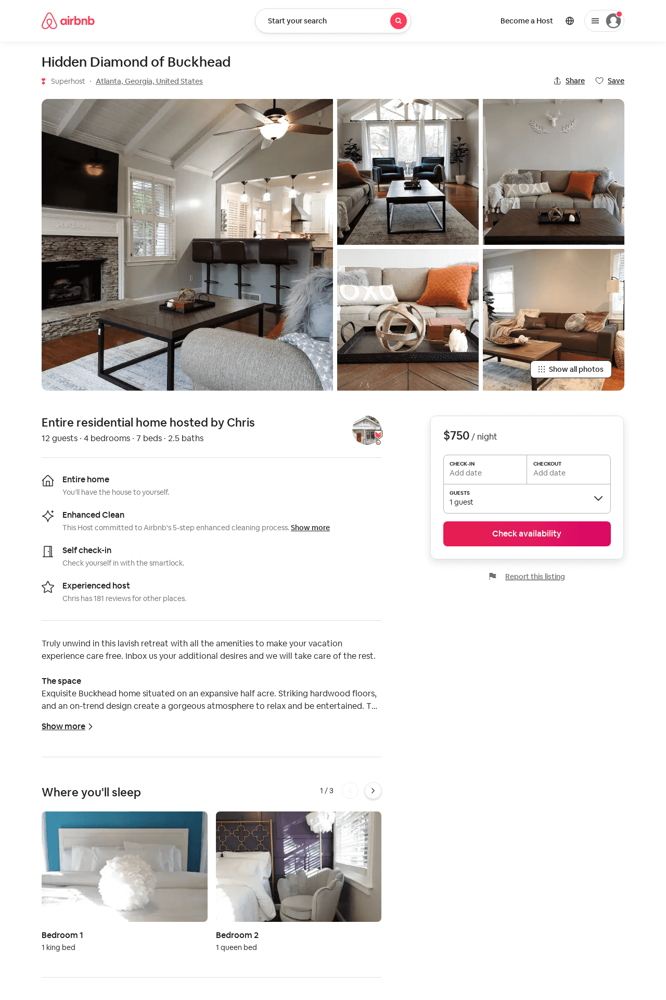 airbnb
Start your search
Become a Host
Hidden Diamond of Buckhead
Superhost · Atlanta, Georgia, United States
Share
Save
OXO
OXO
home
Show all photos
Entire residential home hosted by Chris
12 guests · 4 bedrooms · 7 beds · 2.5 baths
Entire home
You’ll have the house to yourself.
Enhanced Clean
This Host committed to Airbnb's 5-step enhanced cleaning process. Show more
Self check-in
Check yourself in with the smartlock.
Experienced host
Chris has 181 reviews for other places.
$750 / night
CHECK-IN
Add date
CHECKOUT
Add date
GUESTS
1 guest
Check availability
Report this listing
Truly unwind in this lavish retreat with all the amenities to make your vacation
experience care free. Inbox us your additional desires and we will take care of the rest.
The space
Exquisite Buckhead home situated on an expansive half acre. Striking hardwood floors,
and an on-trend design create a gorgeous atmosphere to relax and be entertained. T…
Show more
Where you'll sleep
1 / 3
Bedroom 1
1 king bed
Bedroom 2
1 queen bed